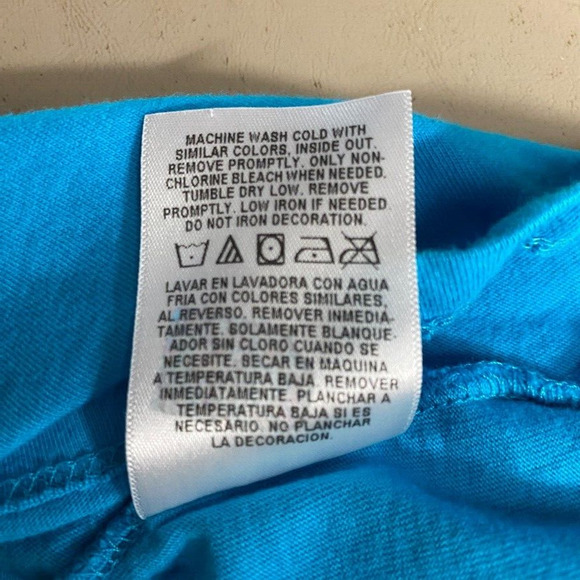 MACHINE WASH COLD WITH
SIMILAR COLORS, INSIDE OUT.
REMOVE PROMPTLY. ONLY NON-
CHLORINE BLEACH WHEN NEEDED.
TUMBLE DRY LOW. REMOVE
PROMPTLY. LOW IRON IF NEEDED.
DO NOT IRON DECORATION.
LAVAR EN LAVADORA CON AGUA
FRIA CON COLORES SIMILARES,
AL REVERSO. REMOVER INMEDIA-
TAMENTE. SOLAMENTE BLANQUE-
ADOR SIN CLORO CUANDO SE
NECESITE. SECAR EN MAQUINA
A TEMPERATURA BAJA. REMOVER
INMEDIATAMENTE. PLANCHAR A
TEMPERATURA BAJA SI ES
NECESARIO. NO PLANCHAR
LA DECORACION.